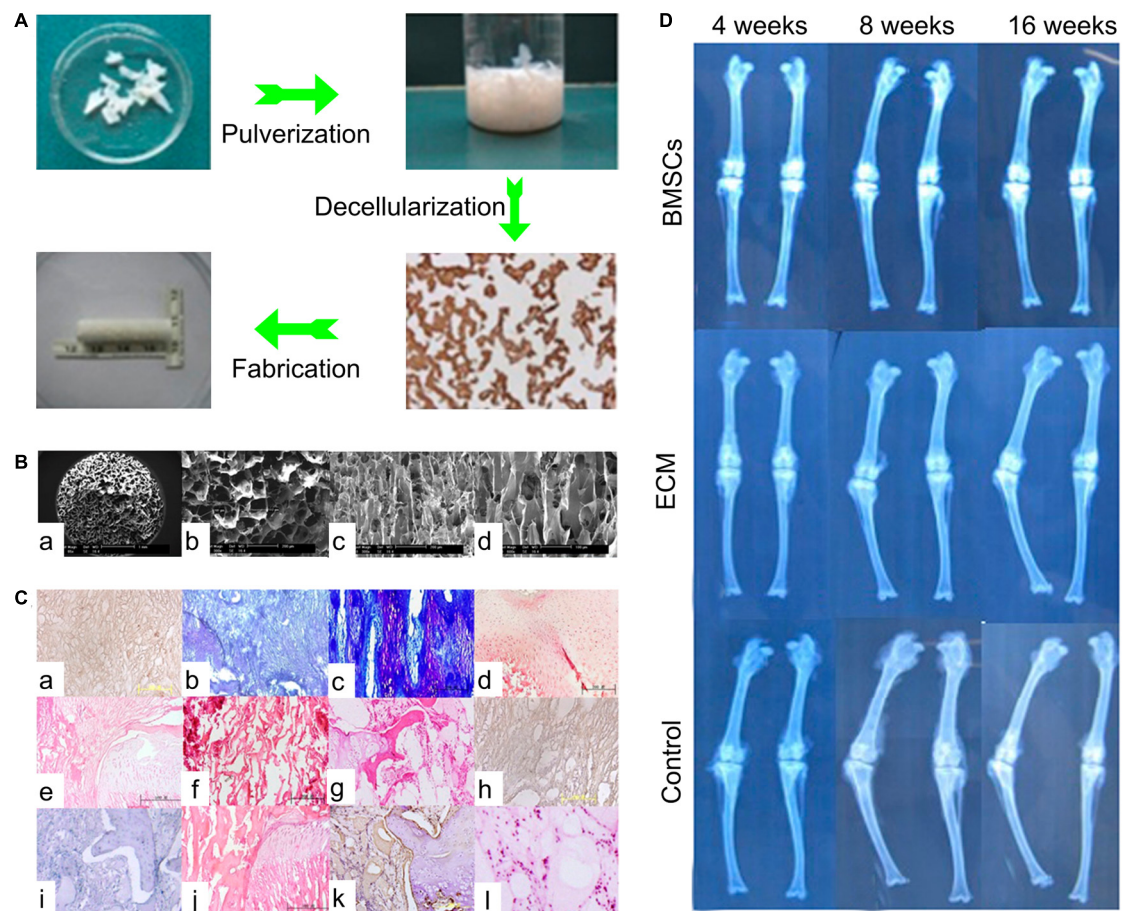 A
Pulverization
Decellularization
Fabrication
B
a
b
c
d
C
a
b
c
d
e
f
g
h
i
j
k
l
D
4 weeks
8 weeks
16 weeks
BMSCs
ECM
Control